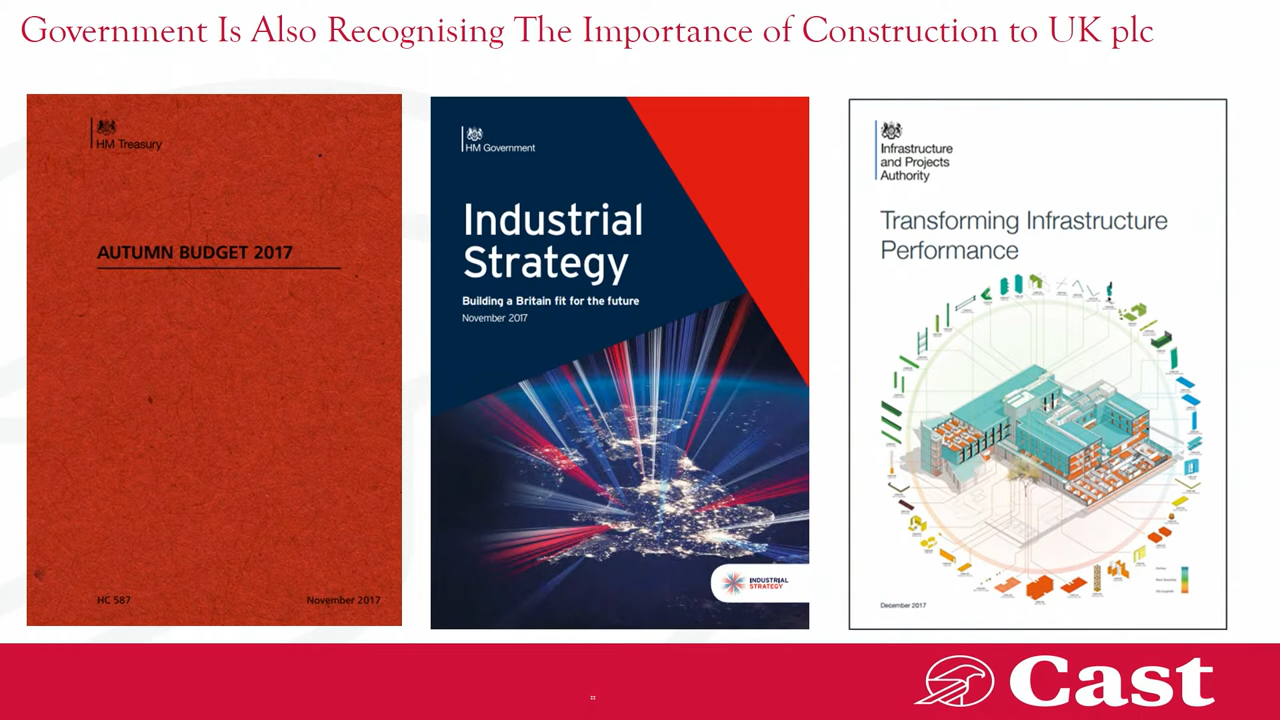 Government Is Also Recognising The Importance of Construction to UK plc
HM Treasury
AUTUMN BUDGET 2017
HC 587
November 2017
HM Government
Industrial
Strategy
Building a Britain fit for the future
November 2017
INDUSTRIAL
STRATEGY
Infrastructure
and Projects
Authority
Transforming Infrastructure
Performance
December 2017
Cast